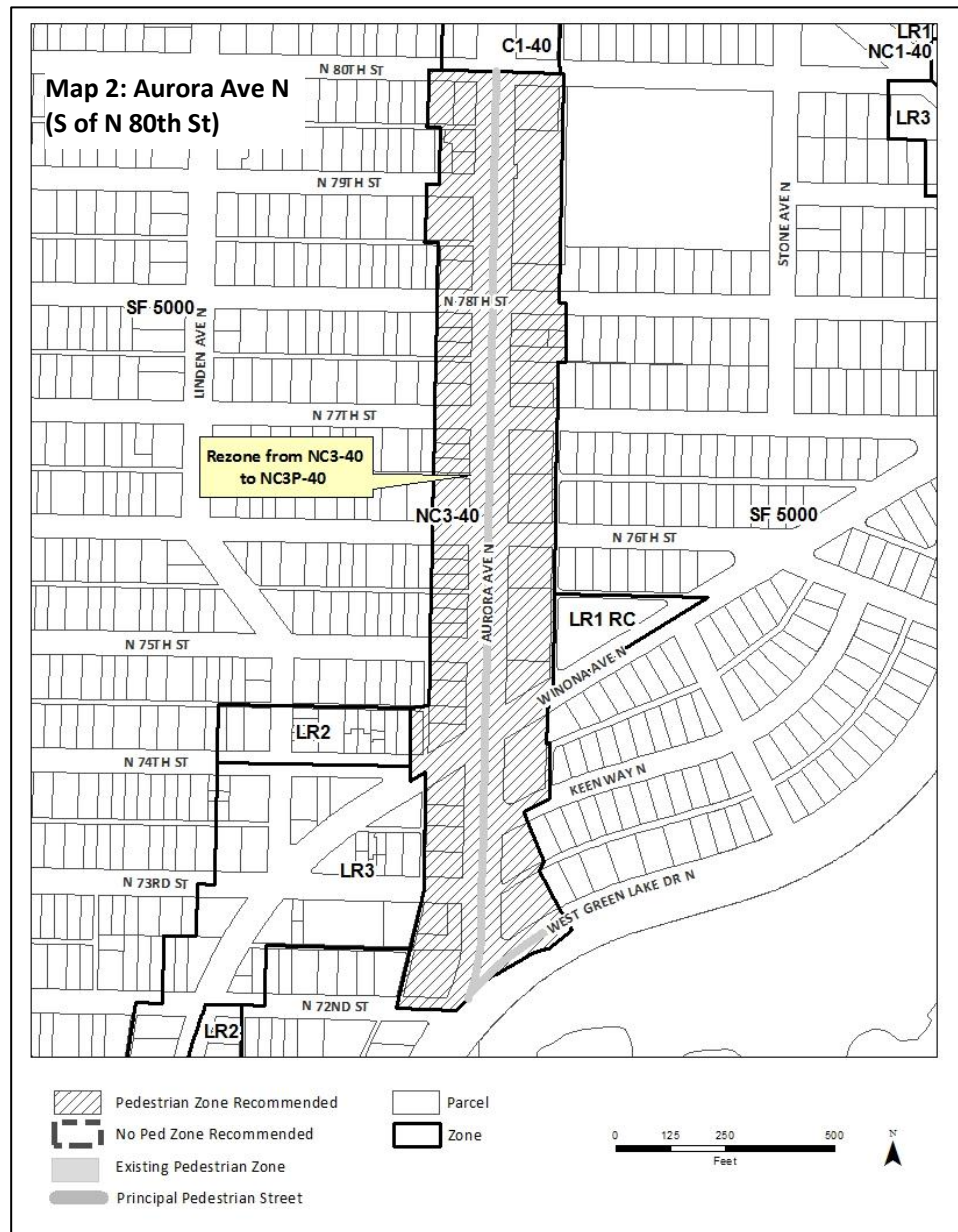 C1-40
LR1
NC1-40
N 80TH ST
Map 2: Aurora Ave N
(S of N 80th St)
LR3
N 79TH ST
STONE AVE N
N 78TH ST
SF 5000
LINDEN AVE N
N 77TH ST
Rezone from NC3-40
to NC3P-40
NC3-40
SF 5000
N 76TH ST
AURORA AVE N
LR1 RC
N 75TH ST
WINONA AVE N
LR2
N 74TH ST
KEENWAY N
LR3
N 73RD ST
WEST GREEN LAKE DR N
N 72ND ST
LR2
Pedestrian Zone Recommended
Parcel
No Ped Zone Recommended
Zone
Existing Pedestrian Zone
Principal Pedestrian Street
0 125 250 500
Feet
N